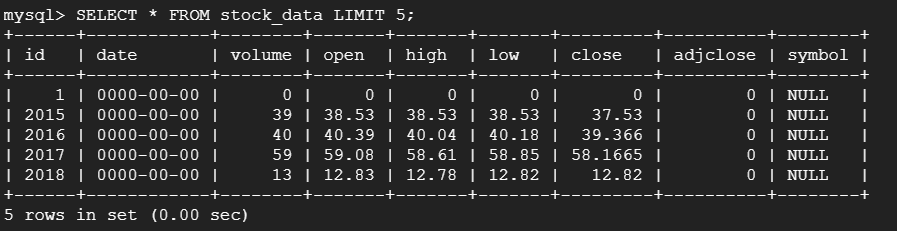 mysql> SELECT * FROM stock_data LIMIT 5;
+------+------------+--------+-------+-------+-------+---------+----------+--------+
| id   | date       | volume | open  | high  | low   | close   | adjclose | symbol |
+------+------------+--------+-------+-------+-------+---------+----------+--------+
|    1 | 0000-00-00 |      0 |     0 |     0 |     0 |       0 |        0 | NULL   |
| 2015 | 0000-00-00 |     39 | 38.53 | 38.53 | 38.53 |   37.53 |        0 | NULL   |
| 2016 | 0000-00-00 |     40 | 40.39 | 40.04 | 40.18 |  39.366 |        0 | NULL   |
| 2017 | 0000-00-00 |     59 | 59.08 | 58.61 | 58.85 | 58.1665 |        0 | NULL   |
| 2018 | 0000-00-00 |     13 | 12.83 | 12.78 | 12.82 |   12.82 |        0 | NULL   |
+------+------------+--------+-------+-------+-------+---------+----------+--------+
5 rows in set (0.00 sec)